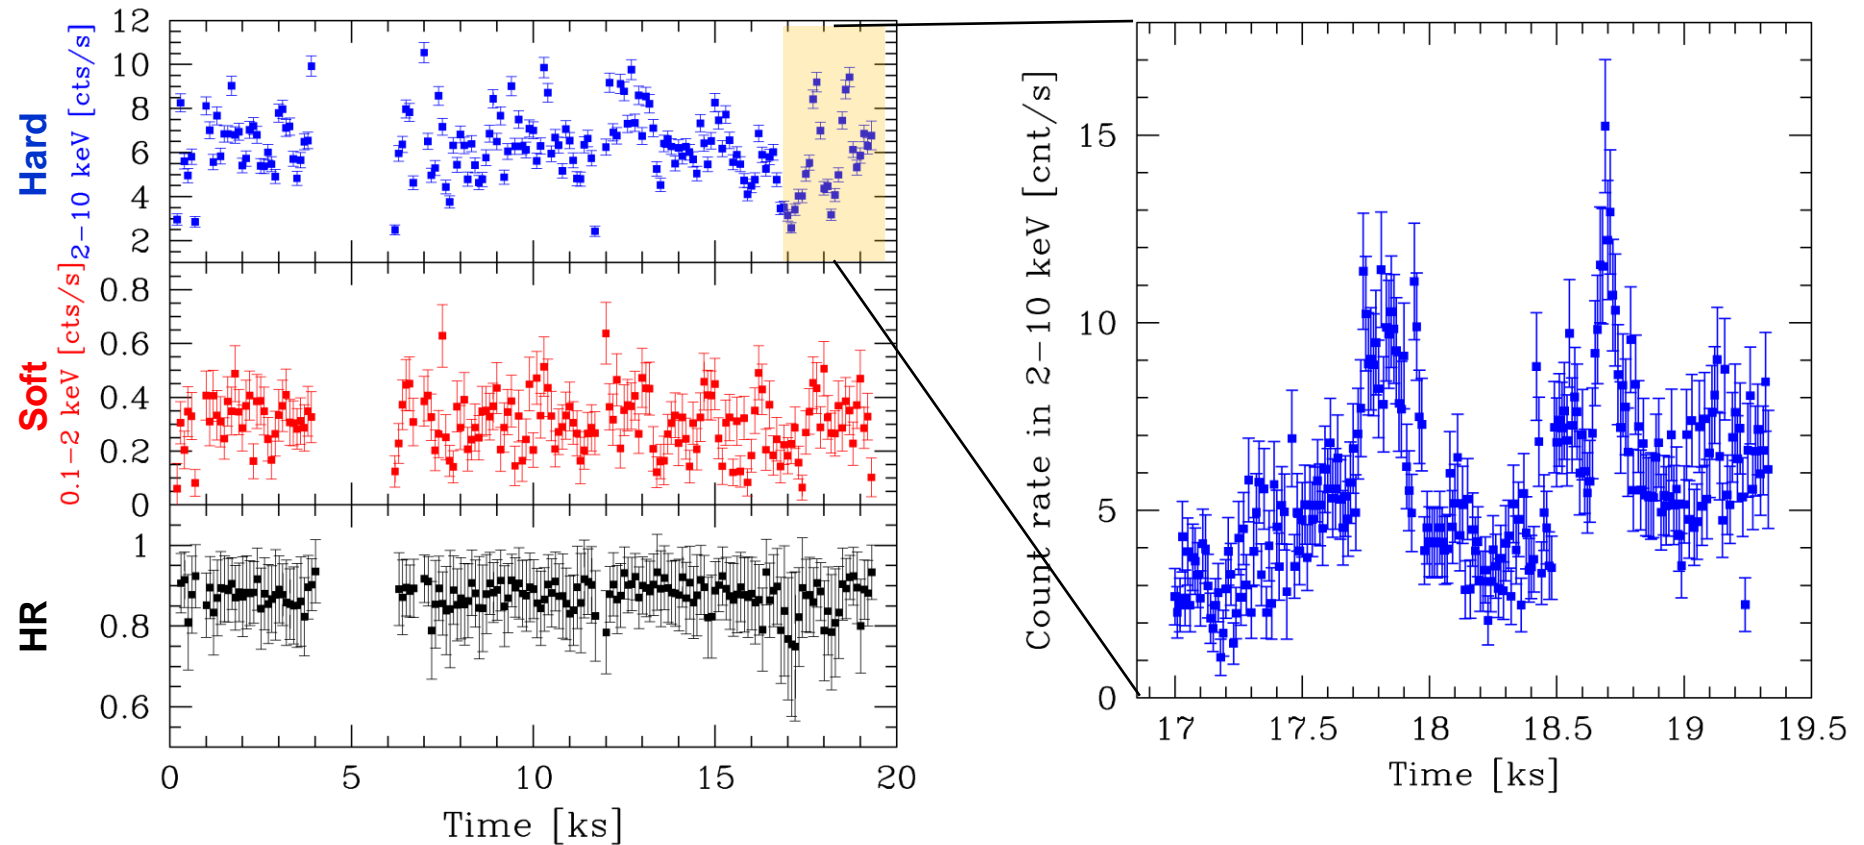 Hard
2-10 keV [cts/s]
12
10
8
6
4
2
Soft
0.1-2 keV [cts/s]
0.8
0.6
0.4
0.2
0
HR
1
0.8
0.6
0 5 10 15 20
Time [ks]
Count rate in 2-10 keV [cnt/s]
15
10
5
0
17 17.5 18 18.5 19 19.5
Time [ks]